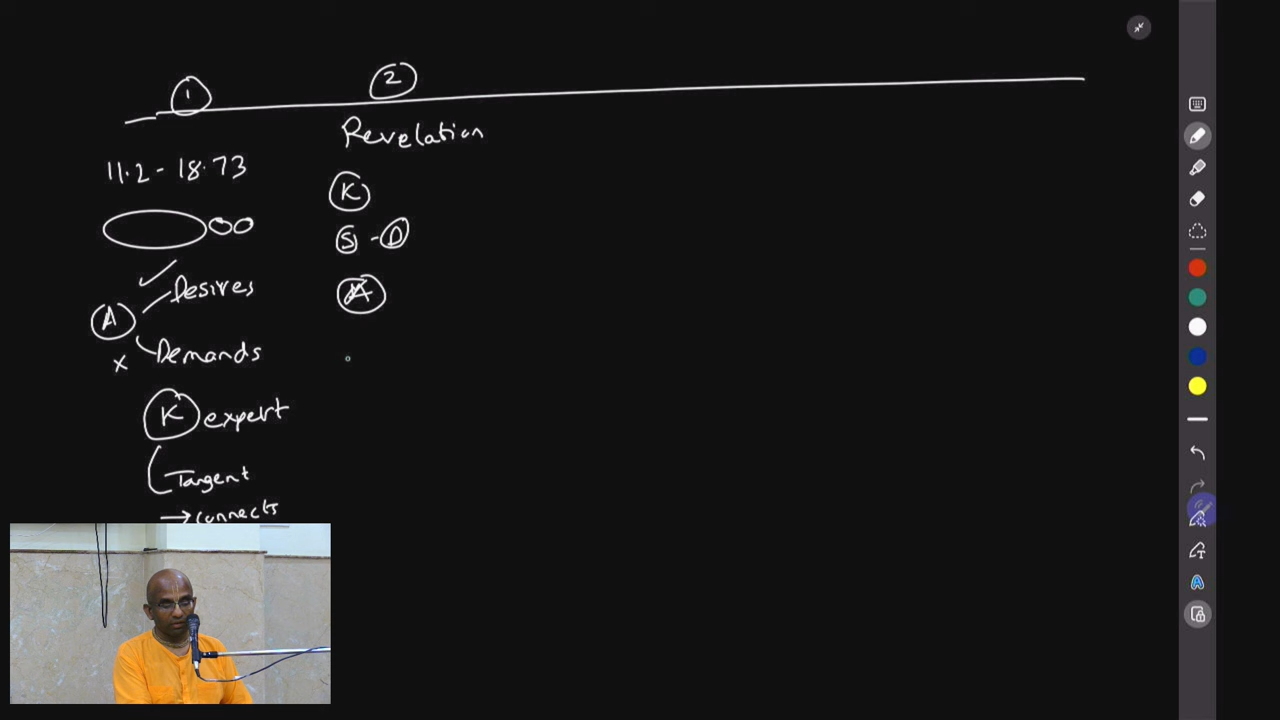 1
11.2 - 18.73
Desires
A
x Demands
K expert
Tangent
→ connects
2
Revelation
K
S - D
A